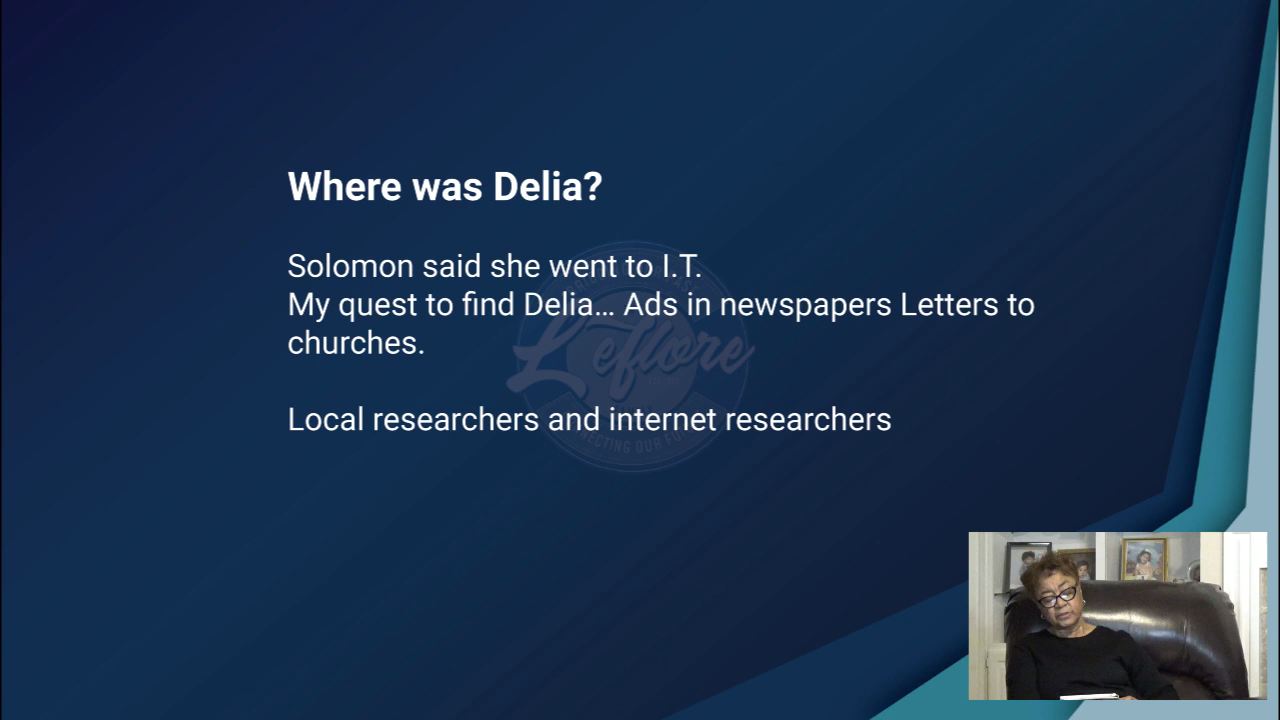 Where was Delia?
Solomon said she went to I.T.
My quest to find Delia... Ads in newspapers Letters to
churches.
Leflore
Local researchers and internet researchers